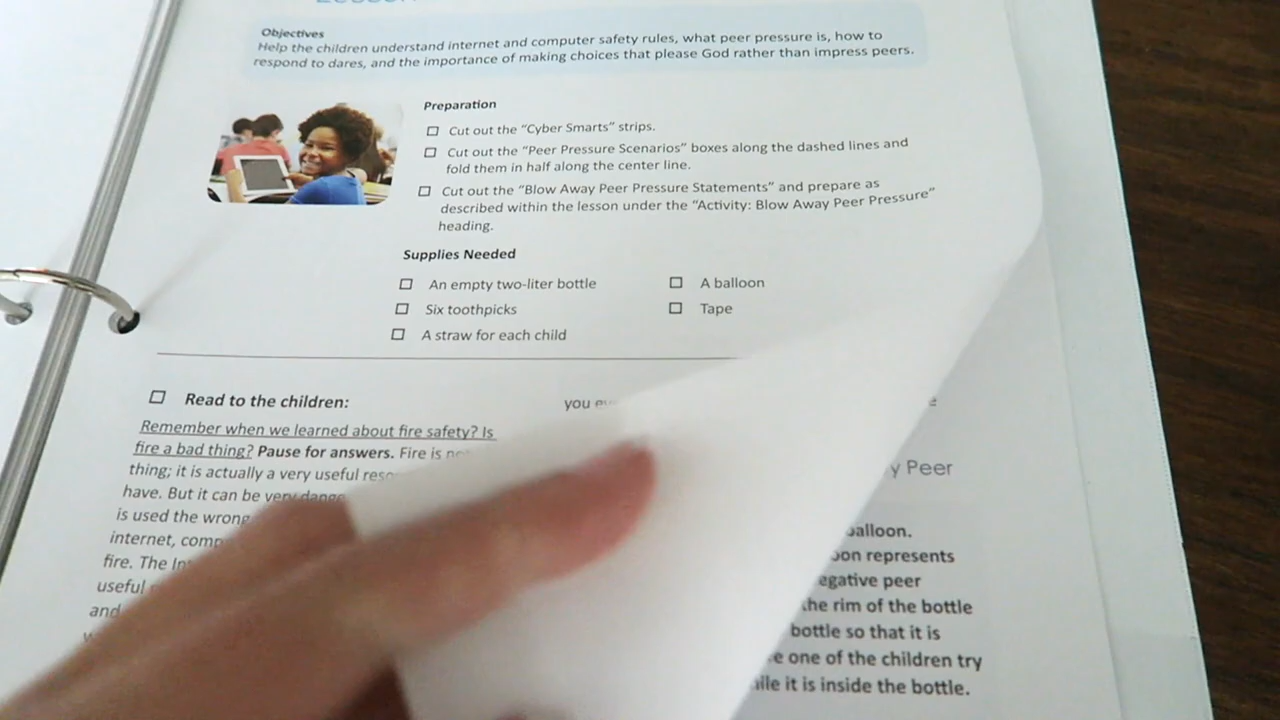 Objectives
Help the children understand internet and computer safety rules, what peer pressure is, how to
respond to dares, and the importance of making choices that please God rather than impress peers.
Preparation
Cut out the "Cyber Smarts" strips.
Cut out the "Peer Pressure Scenarios" boxes along the dashed lines and
fold them in half along the center line.
Cut out the "Blow Away Peer Pressure Statements" and prepare as
described within the lesson under the "Activity: Blow Away Peer Pressure"
heading.
Supplies Needed
An empty two-liter bottle
Six toothpicks
A straw for each child
A balloon
Tape
Read to the children:
Remember when we learned about fire safety? Is
fire a bad thing? Pause for answers. Fire is
thing; it is actually a very useful
have. But it can be very
is used the wrong
internet,
fire. The
useful
and
you
y Peer
balloon.
represents
egative peer
the rim of the bottle
bottle so that it is
one of the children try
it is inside the bottle.